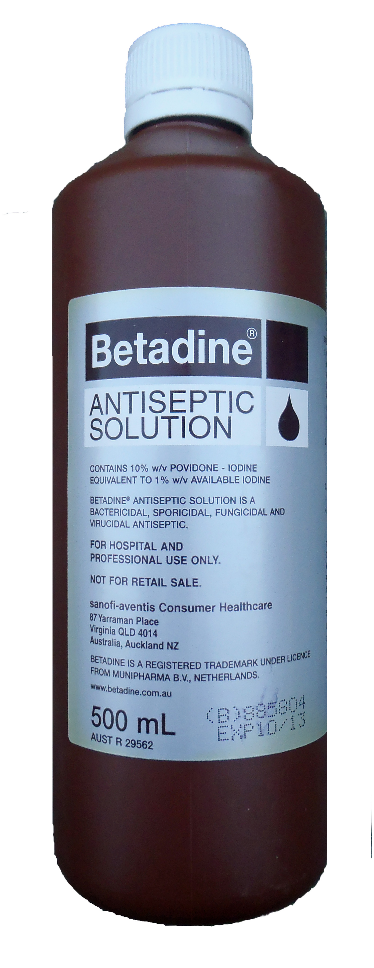 Betadine®
ANTISEPTIC
SOLUTION
CONTAINS 10% w/v POVIDONE - IODINE
EQUIVALENT TO 1% w/v AVAILABLE IODINE
BETADINE® ANTISEPTIC SOLUTION IS A
BACTERICIDAL, SPORICIDAL, FUNGICIDAL AND
VIRUCIDAL ANTISEPTIC.
FOR HOSPITAL AND
PROFESSIONAL USE ONLY.
NOT FOR RETAIL SALE.
sanofi-aventis Consumer Healthcare
87 Yarraman Place
Virginia QLD 4014
Australia, Auckland NZ
BETADINE IS A REGISTERED TRADEMARK UNDER LICENCE
FROM MUNIPHARMA B.V., NETHERLANDS.
www.betadine.com.au
500 mL
(B)885804
EXP10/13
AUST R 29562